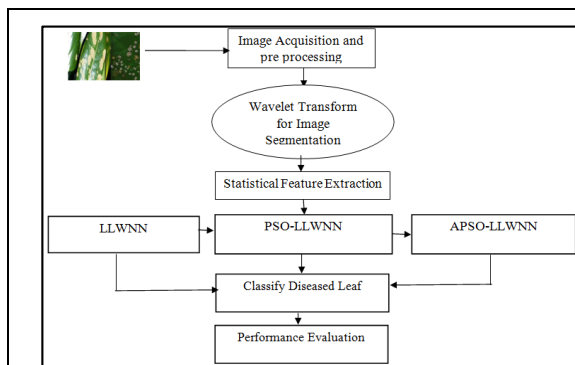 Image Acquisition and
pre processing
Wavelet Transform
for Image
Segmentation
Statistical Feature Extraction
LLWNN
PSO-LLWNN
APSO-LLWNN
Classify Diseased Leaf
Performance Evaluation